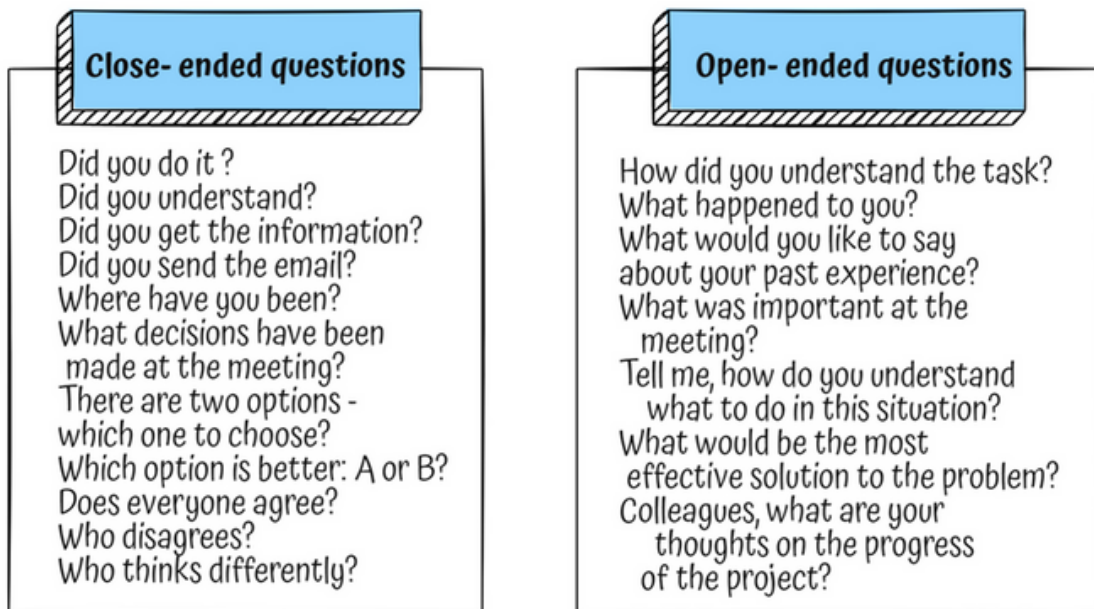 Close- ended questions
Did you do it ?
Did you understand?
Did you get the information?
Did you send the email?
Where have you been?
What decisions have been
made at the meeting?
There are two options -
which one to choose?
Which option is better: A or B?
Does everyone agree?
Who disagrees?
Who thinks differently?
Open- ended questions
How did you understand the task?
What happened to you?
What would you like to say
about your past experience?
What was important at the
meeting?
Tell me, how do you understand
what to do in this situation?
What would be the most
effective solution to the problem?
Colleagues, what are your
thoughts on the progress
of the project?